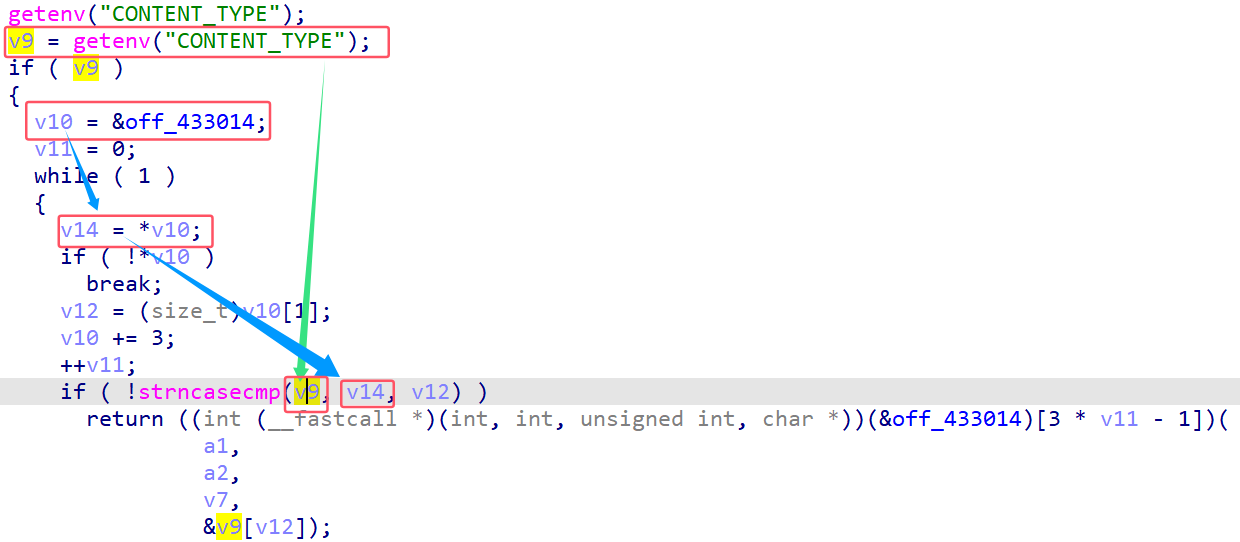 getenv("CONTENT_TYPE");
v9 = getenv("CONTENT_TYPE");
if ( v9 )
{
v10 = &off_433014;
v11 = 0;
while ( 1 )
{
v14 = *v10;
if ( !*v10 )
break;
v12 = (size_t)v10[1];
v10 += 3;
++v11;
if ( !strncasecmp(v9, v14, v12) )
return ((int (__fastcall *)(int, int, unsigned int, char *))(&off_433014)[3 * v11 - 1])(
a1,
a2,
v7,
&v9[v12]);